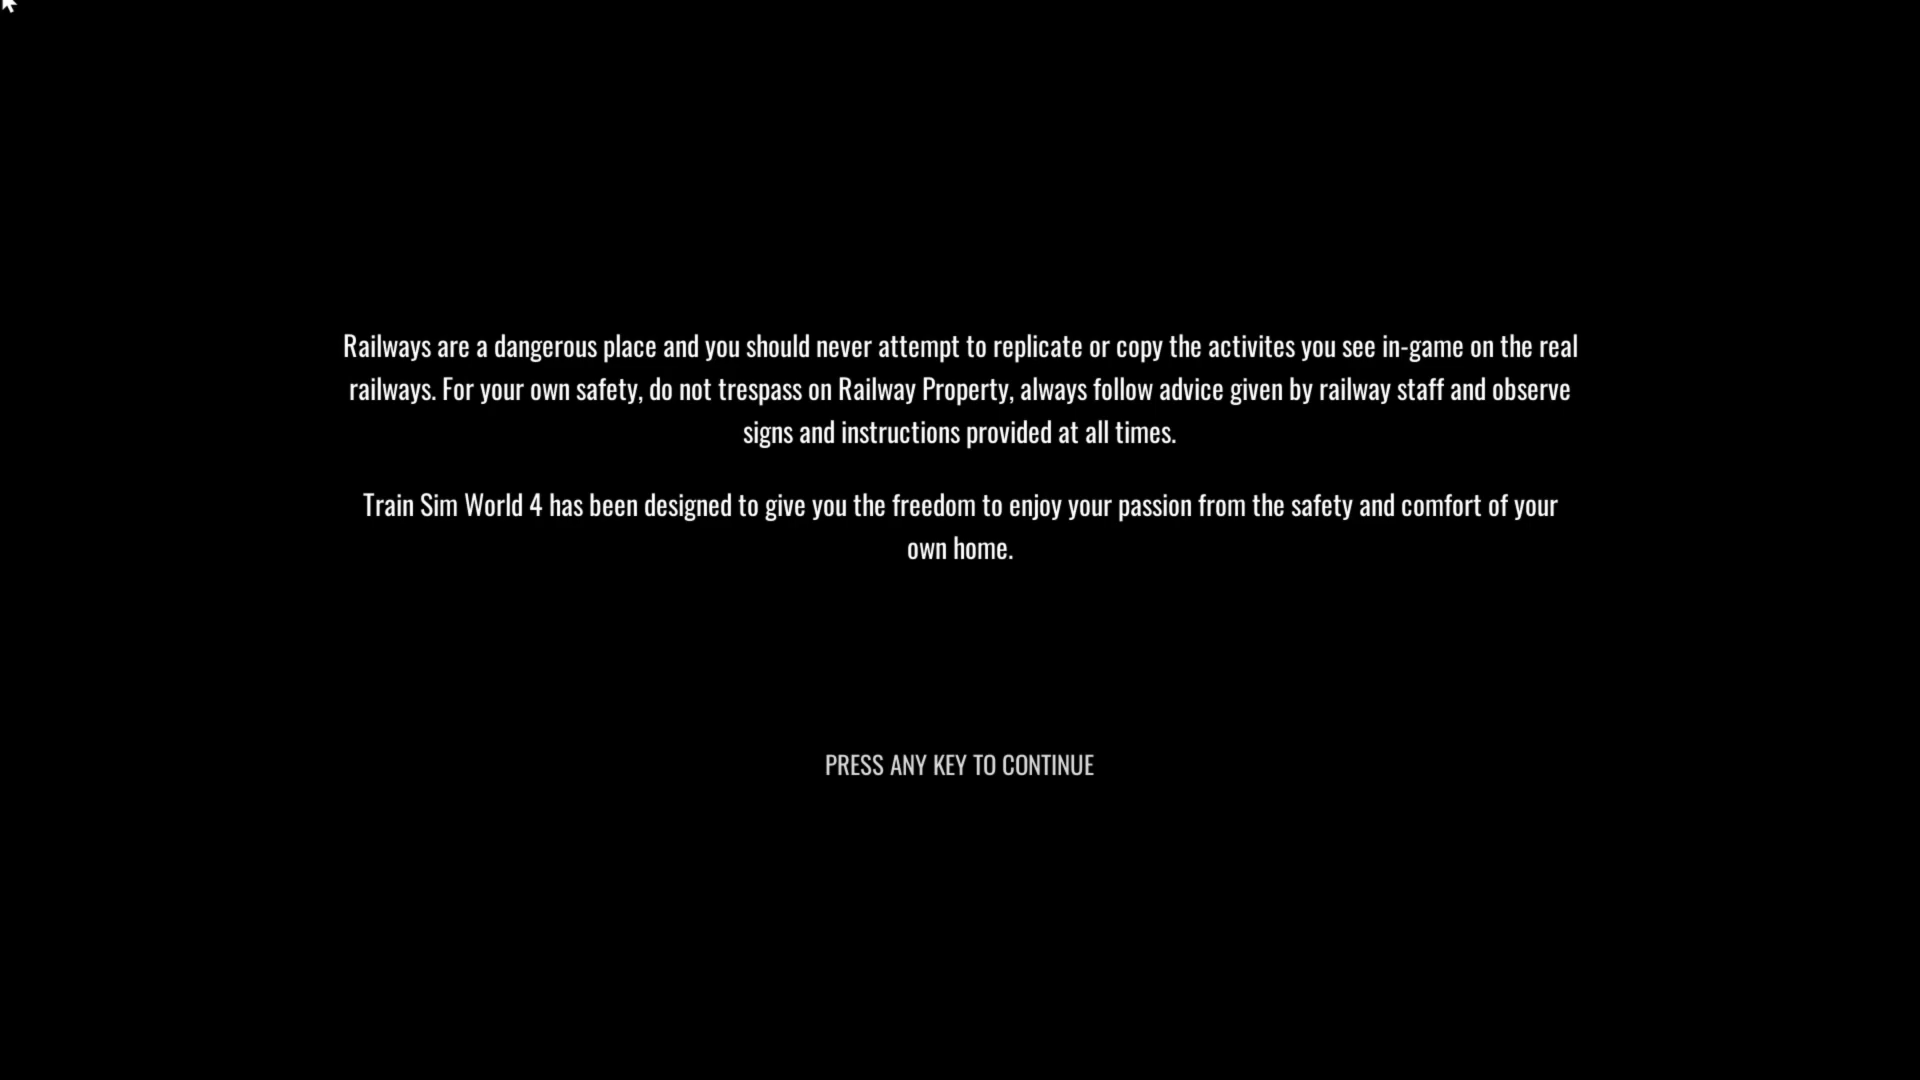 Railways are a dangerous place and you should never attempt to replicate or copy the activites you see in-game on the real
railways. For your own safety, do not trespass on Railway Property, always follow advice given by railway staff and observe
signs and instructions provided at all times.
Train Sim World 4 has been designed to give you the freedom to enjoy your passion from the safety and comfort of your
own home.
PRESS ANY KEY TO CONTINUE